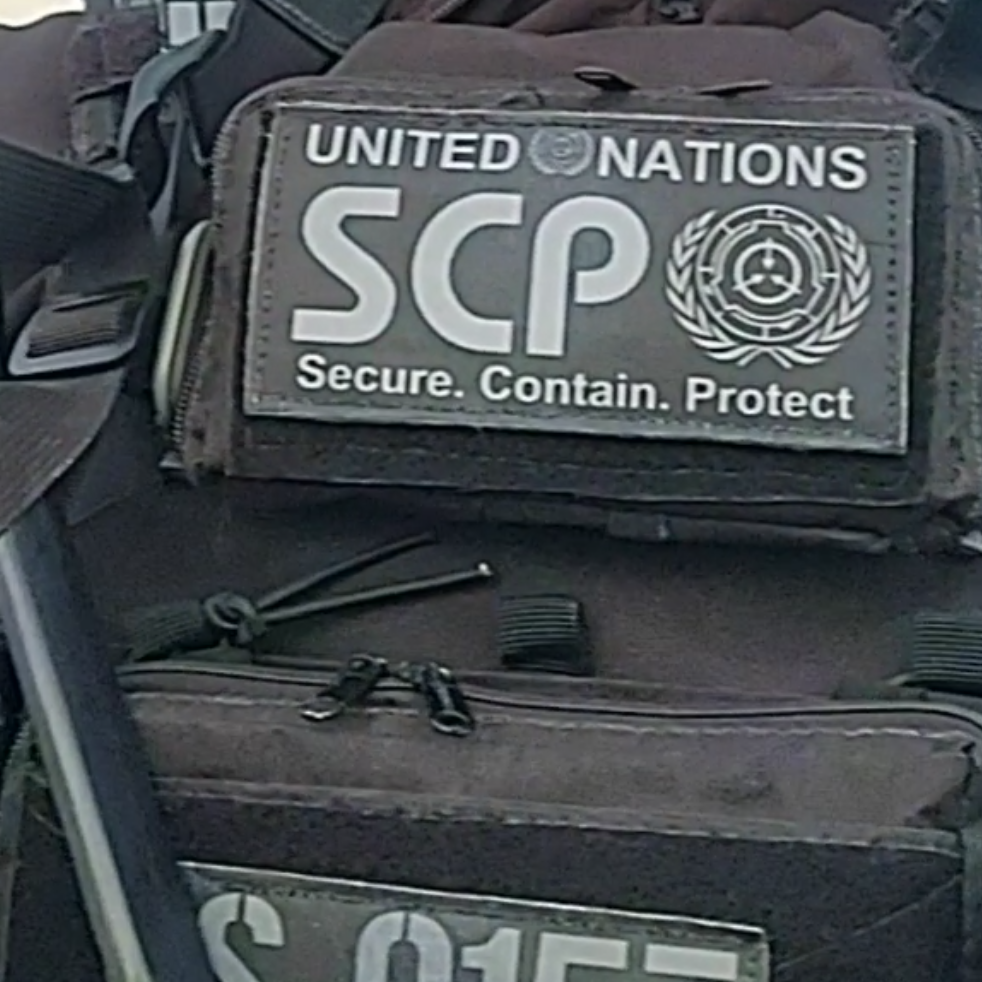 UNITED NATIONS
SCP
Secure. Contain. Protect